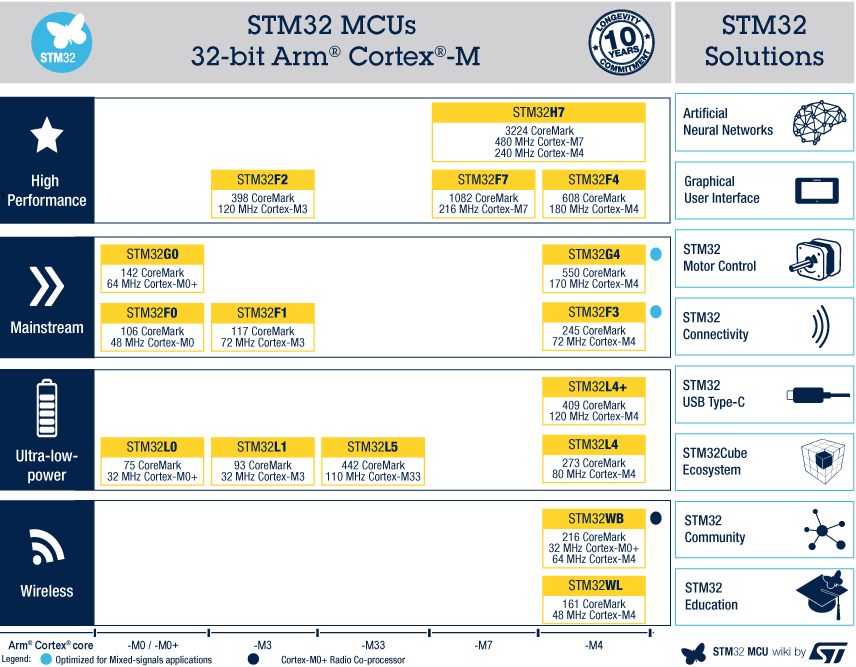 STM32 MCUs
32-bit Arm® Cortex®-M
STM32
LONGEVITY
10
YEARS
COMMITMENT
STM32
Solutions
High
Performance
STM32H7
3224 CoreMark
480 MHz Cortex-M7
240 MHz Cortex-M4
STM32F2
398 CoreMark
120 MHz Cortex-M3
STM32F7
1082 CoreMark
216 MHz Cortex-M7
STM32F4
608 CoreMark
180 MHz Cortex-M4
Mainstream
STM32G0
142 CoreMark
64 MHz Cortex-M0+
STM32G4
550 CoreMark
170 MHz Cortex-M4
STM32F0
106 CoreMark
48 MHz Cortex-M0
STM32F1
117 CoreMark
72 MHz Cortex-M3
STM32F3
245 CoreMark
72 MHz Cortex-M4
Ultra-low-
power
STM32L4+
409 CoreMark
120 MHz Cortex-M4
STM32L0
75 CoreMark
32 MHz Cortex-M0+
STM32L1
93 CoreMark
32 MHz Cortex-M3
STM32L5
442 CoreMark
110 MHz Cortex-M33
STM32L4
273 CoreMark
80 MHz Cortex-M4
Wireless
STM32WB
216 CoreMark
32 MHz Cortex-M0+
64 MHz Cortex-M4
STM32WL
161 CoreMark
48 MHz Cortex-M4
Arm® Cortex® core
-M0 / -M0+
-M3
-M33
-M7
-M4
Legend:
Optimized for Mixed-signals applications
Cortex-M0+ Radio Co-processor
Artificial
Neural Networks
Graphical
User Interface
STM32
Motor Control
STM32
Connectivity
STM32
USB Type-C
STM32Cube
Ecosystem
STM32
Community
STM32
Education
STM32 MCU wiki by ST